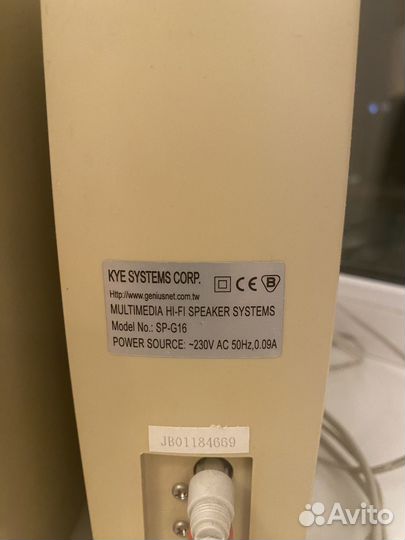 KYE SYSTEMS CORP. CE B
Http://www.geniusnet.com.tw
MULTIMEDIA HI-FI SPEAKER SYSTEMS
Model No.: SP-G16
POWER SOURCE: ~230V AC 50Hz,0.09A
JB01184669
Avito